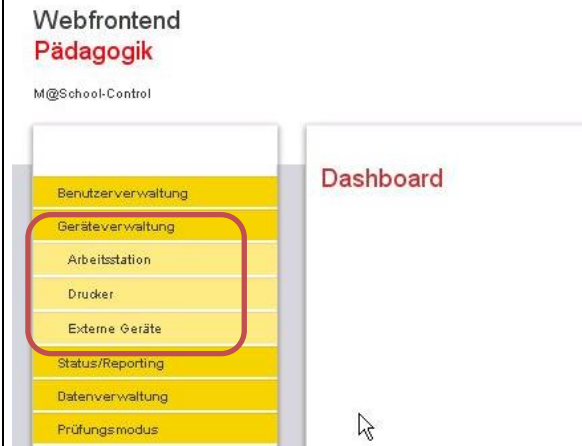 Webfrontend
Pädagogik
M@School-Control
Dashboard
Benutzerverwaltung
Geräteverwaltung
Arbeitsstation
Drucker
Externe Geräte
Status/Reporting
Datenverwaltung
Prüfungsmodus